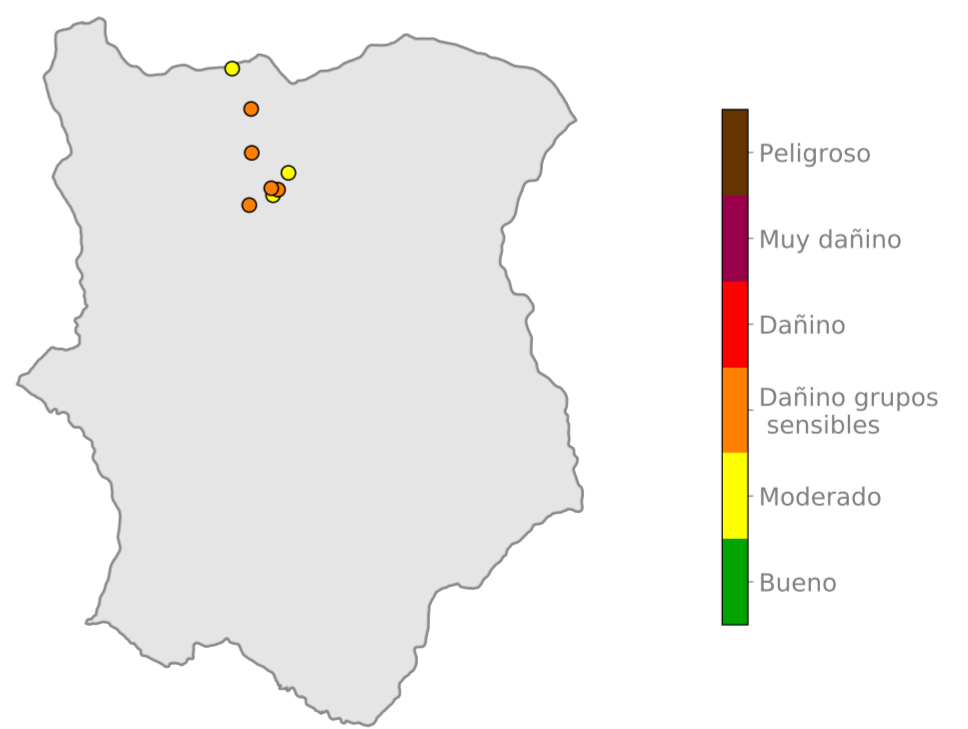 Peligroso
Muy dañino
Dañino
Dañino grupos
sensibles
Moderado
Bueno